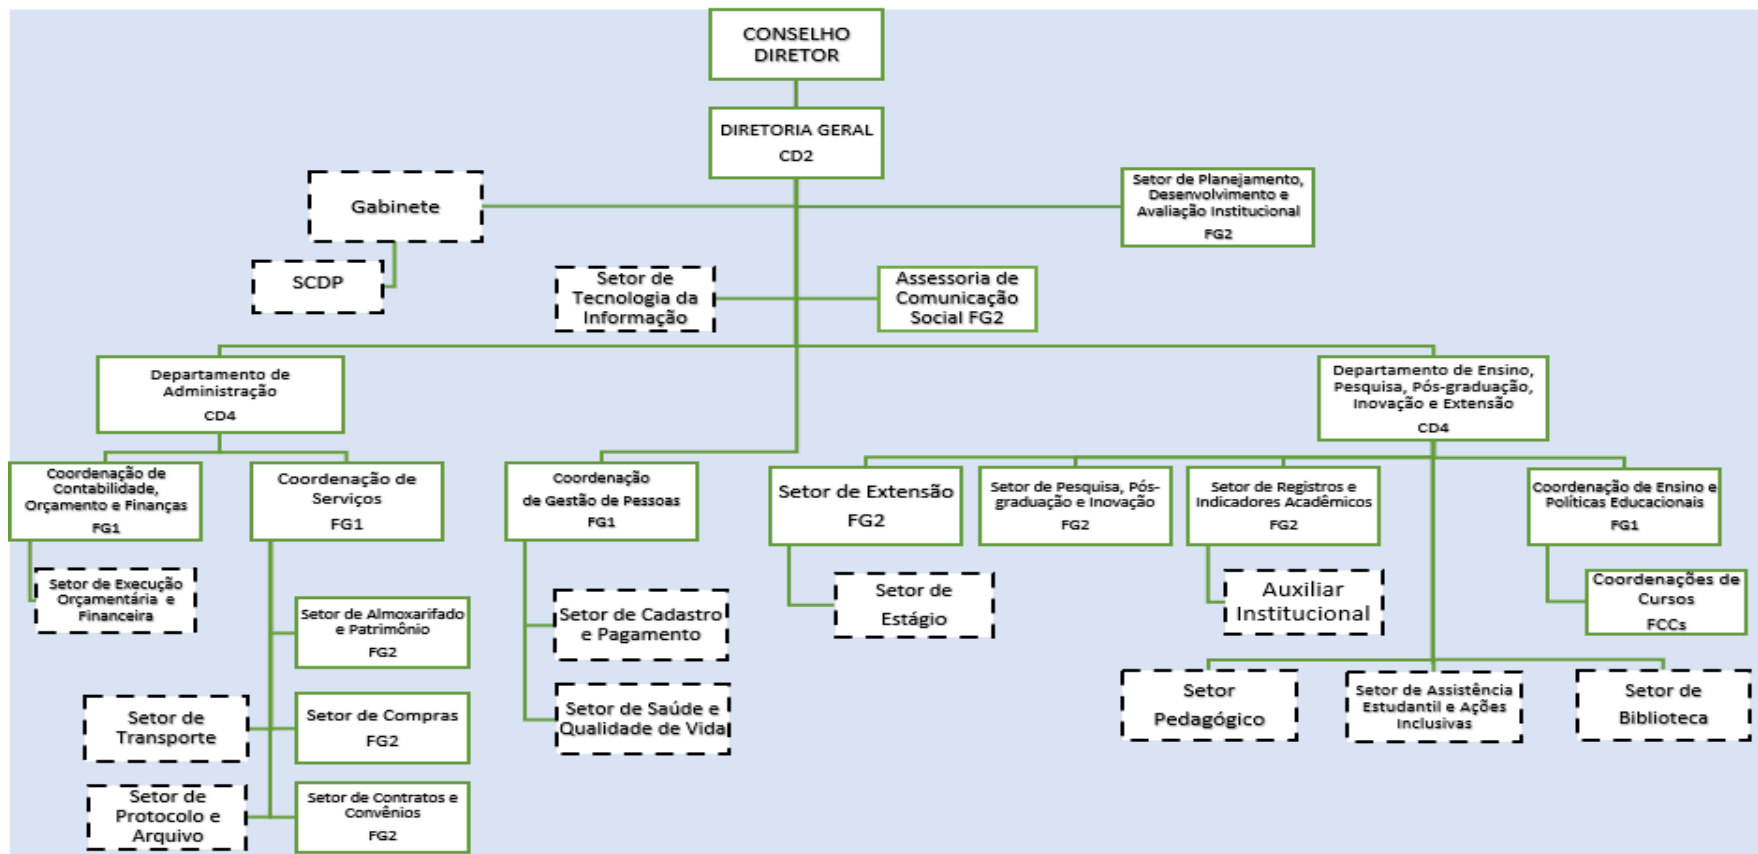 CONSELHO
DIRETOR
DIRETORIA GERAL
CD2
Gabinete
Setor de Planejamento,
Desenvolvimento e
Avaliação Institucional
FG2
SCDP
Setor de
Tecnologia da
Informação
Assessoria de
Comunicação
Social FG2
Departamento de
Administração
CD4
Departamento de Ensino,
Pesquisa, Pós-graduação,
Inovação e Extensão
CD4
Coordenação de
Contabilidade,
Orçamento e Finanças
FG1
Coordenação de
Serviços
FG1
Coordenação
de Gestão de Pessoas
FG1
Setor de Extensão
FG2
Setor de Pesquisa, Pós-
graduação e Inovação
FG2
Setor de Registros e
Indicadores Acadêmicos
FG2
Coordenação de Ensino e
Políticas Educacionais
FG1
Setor de Execução
Orçamentária e
Financeira
Setor de Almoxarifado
e Patrimônio
FG2
Setor de Cadastro
e Pagamento
Setor de
Estágio
Auxiliar
Institucional
Coordenações de
Cursos
FCCs
Setor de
Transporte
Setor de Compras
FG2
Setor de Saúde e
Qualidade de Vida
Setor
Pedagógico
Setor de Assistência
Estudantil e Ações
Inclusivas
Setor de
Biblioteca
Setor de
Protocolo e
Arquivo
Setor de Contratos e
Convênios
FG2